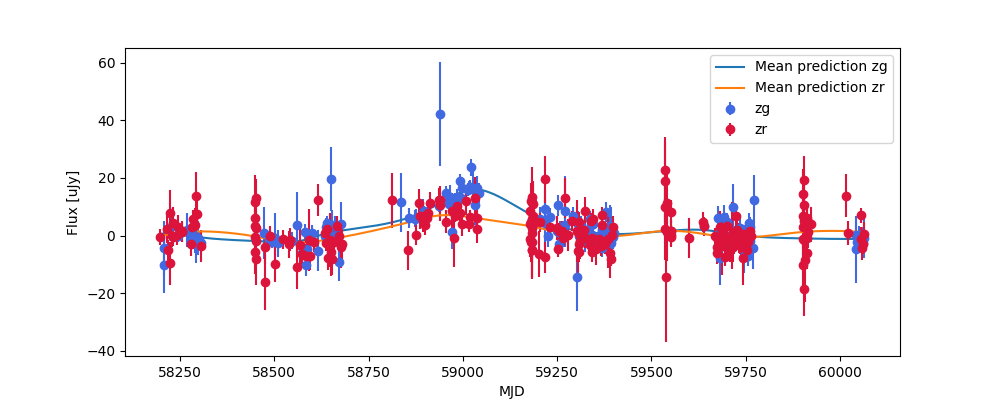 60
40
20
0
−20
−40
Flux [uJy]
58250
58500
58750
59000
59250
59500
59750
60000
MJD
Mean prediction zg
Mean prediction zr
zg
zr